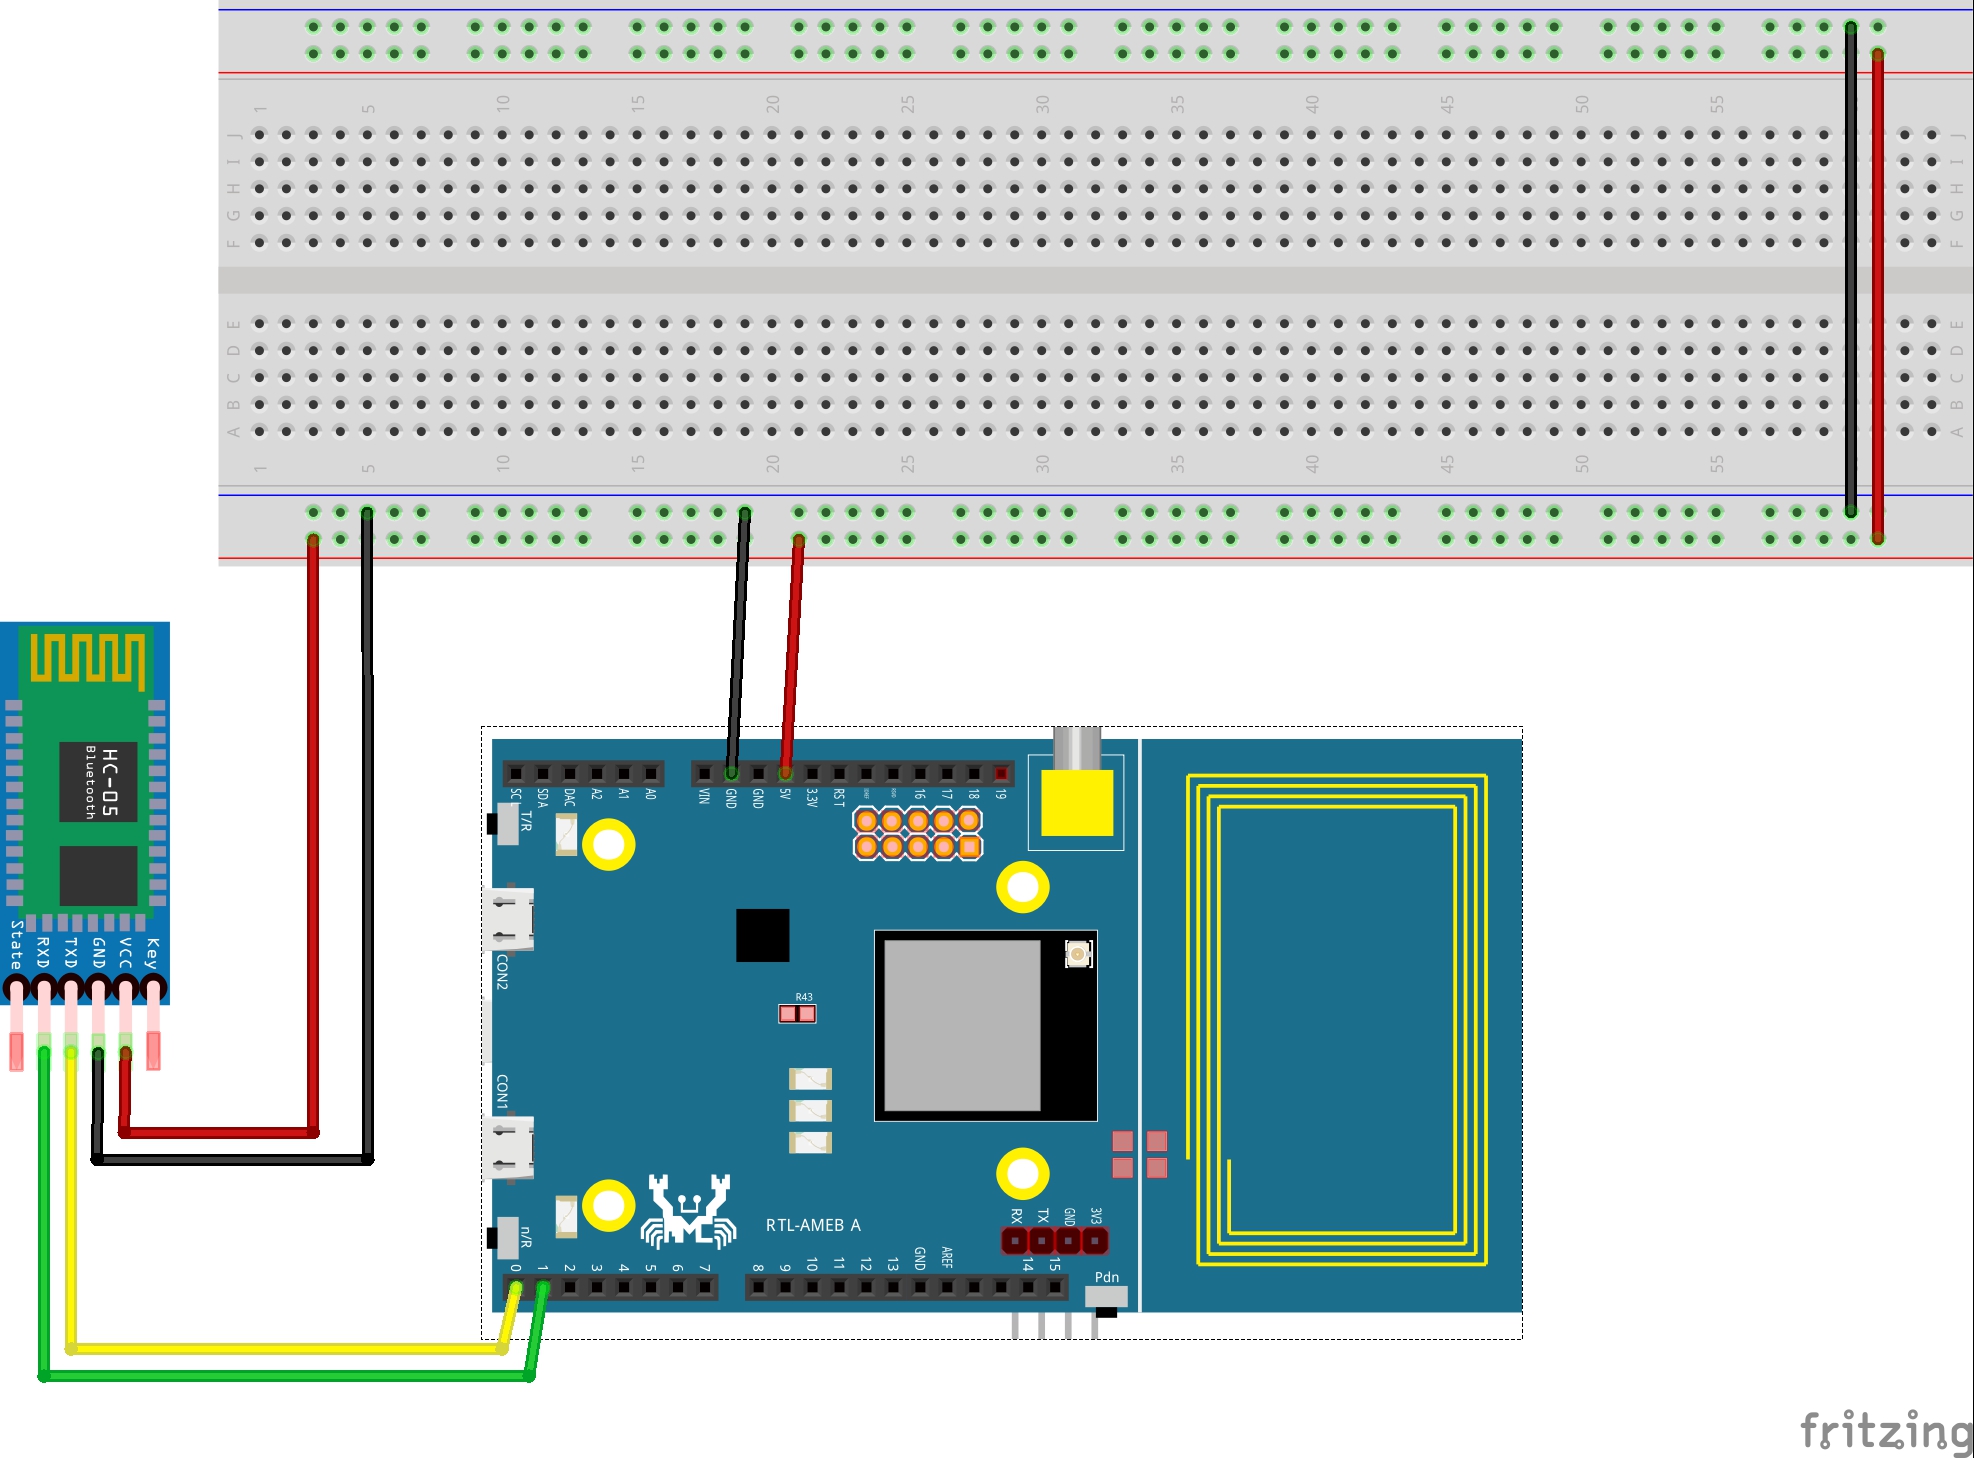 1 5 10 15 20 25 30 35 40 45 50 55
J J
I I
H H
G G
F F
E E
D D
C C
B B
A A
1 5 10 15 20 25 30 35 40 45 50 55
HC-05
Bluetooth
State RXD TXD GND VCC Key
SCL SDA DAC A2 A1 A0 VIN GND GND 5V 3.3V RST 16 17 18 19
T/R
CON2
R43
CON1
RTL-AMEB A
RX TX GND 3V3
n/R
0 1 2 3 4 5 6 7 8 9 10 11 12 13 GND AREF 14 15
Pdn
fritzing